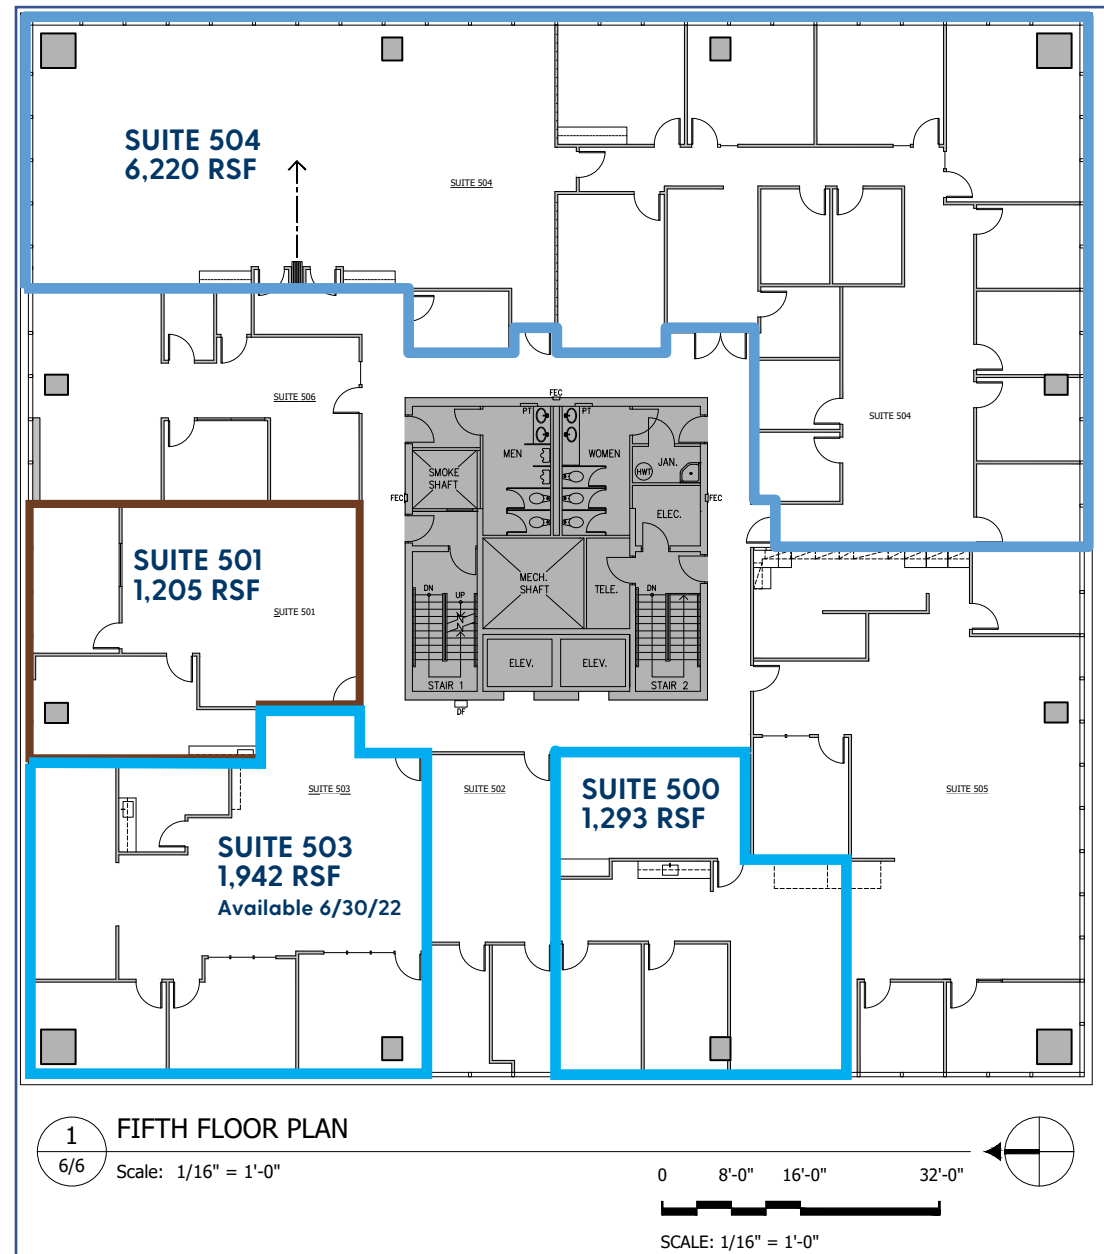 SUITE 504
6,220 RSF
SUITE 504
SUITE 506
SUITE 504
FEC
PT
PT
MEN
WOMEN
JAN.
SMOKE
SHAFT
HWT
FEC
FEC
ELEC.
SUITE 501
1,205 RSF
SUITE 501
MECH.
SHAFT
TELE.
DN
UP
DN
ELEV.
ELEV.
STAIR 1
STAIR 2
DF
SUITE 503
SUITE 502
SUITE 500
1,293 RSF
SUITE 505
SUITE 503
1,942 RSF
Available 6/30/22
1
6/6
FIFTH FLOOR PLAN
Scale: 1/16" = 1'-0"
0 8'-0" 16'-0" 32'-0"
SCALE: 1/16" = 1'-0"